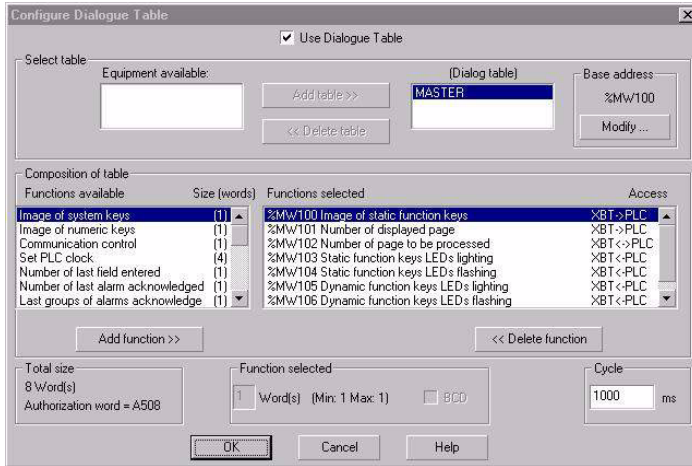 Configure Dialogue Table
Use Dialogue Table
Select table
Equipment available:
Add table >>
<< Delete table
(Dialog table)
MASTER
Base address
%MW100
Modify ...
Composition of table
Functions available Size (words)
Image of system keys (1)
Image of numeric keys (1)
Communication control (1)
Set PLC clock (4)
Number of last field entered (1)
Number of last alarm acknowledged (1)
Last groups of alarms acknowledge (1)
Functions selected Access
%MW100 Image of static function keys XBT->PLC
%MW101 Number of displayed page XBT->PLC
%MW102 Number of page to be processed XBT<->PLC
%MW103 Static function keys LEDs lighting XBT<-PLC
%MW104 Static function keys LEDs flashing XBT<-PLC
%MW105 Dynamic function keys LEDs lighting XBT<-PLC
%MW106 Dynamic function keys LEDs flashing XBT<-PLC
Add function >>
<< Delete function
Total size
8 Word(s)
Authorization word = A508
Function selected
1 Word(s) (Min: 1 Max: 1) BCD
Cycle
1000 ms
OK Cancel Help